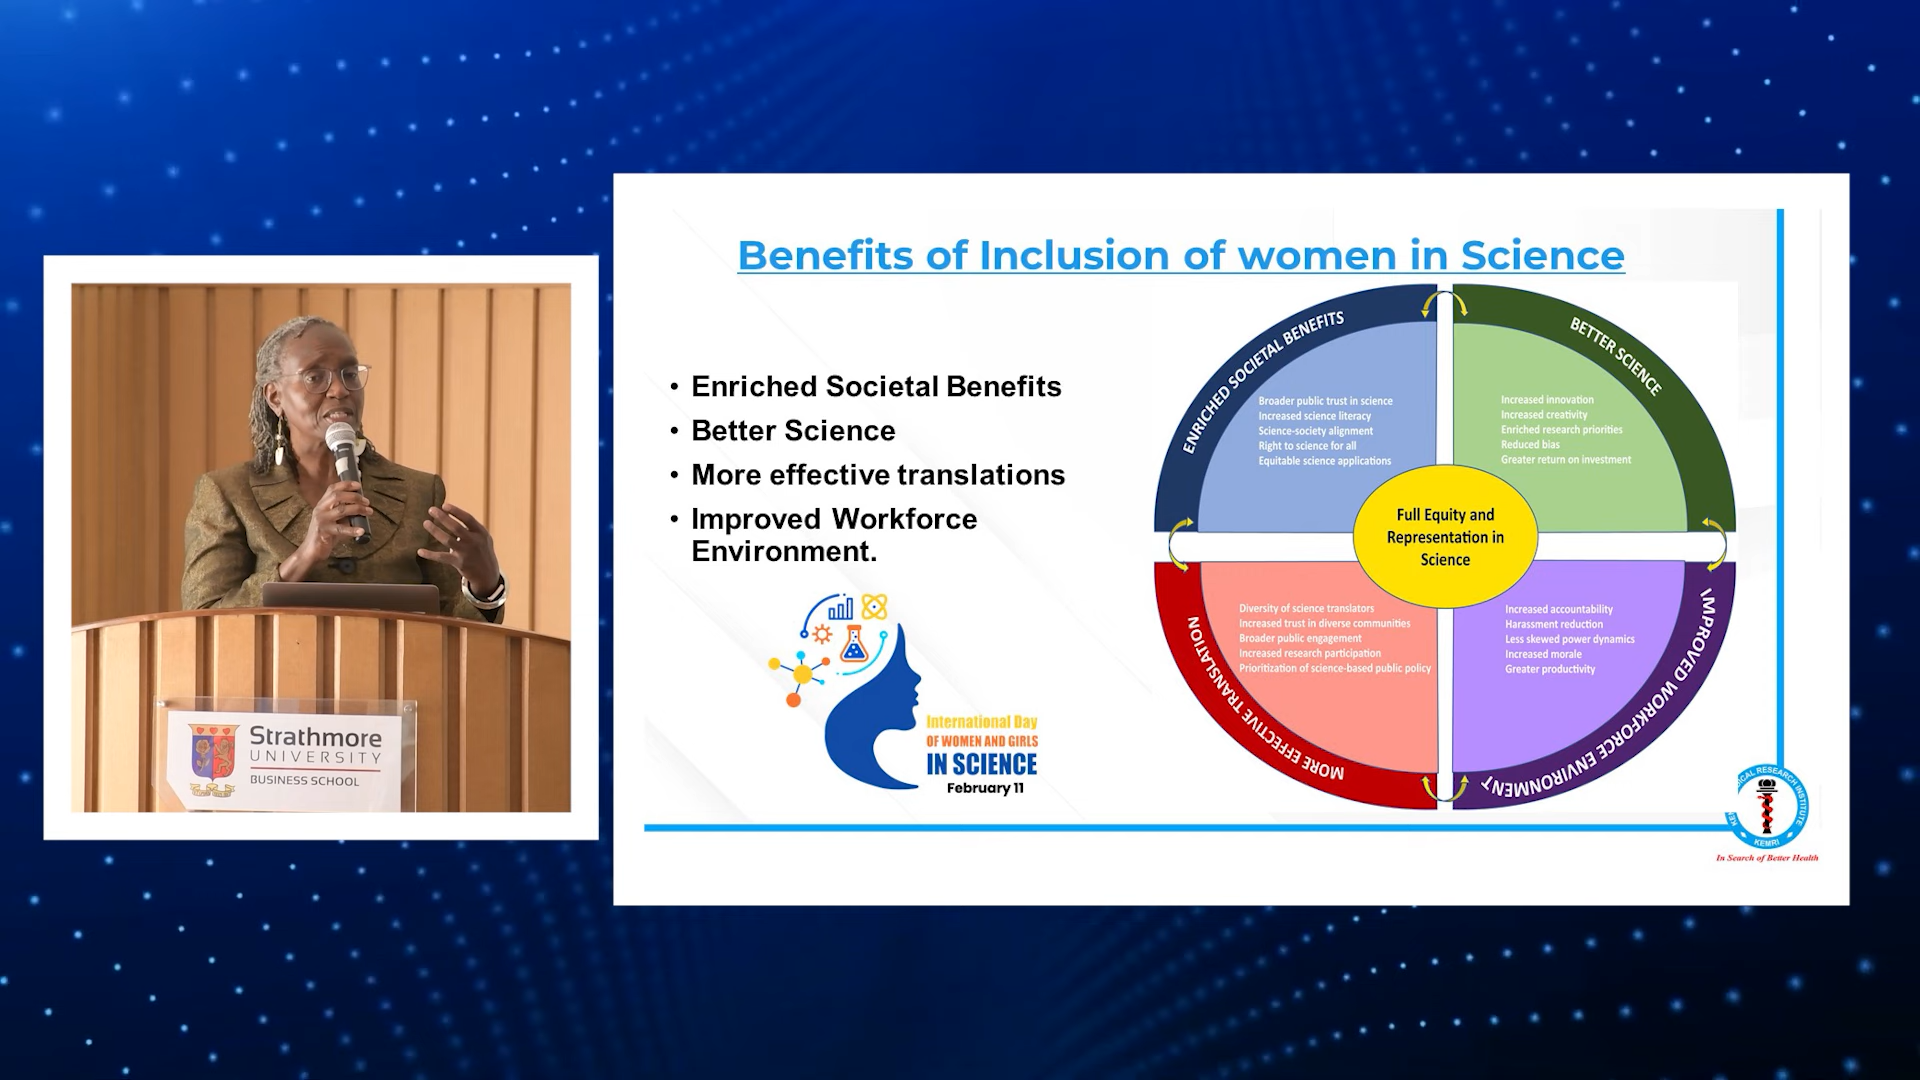 Benefits of Inclusion of women in Science
• Enriched Societal Benefits
• Better Science
• More effective translations
• Improved Workforce
Environment.
International Day
OF WOMEN AND GIRLS
IN SCIENCE
February 11
ENRICHED SOCIETAL BENEFITS
Broader public trust in science
Increased science literacy
Science-society alignment
Right to science for all
Equitable science applications
BETTER SCIENCE
Increased innovation
Increased creativity
Enriched research priorities
Reduced bias
Greater return on investment
Full Equity and
Representation in
Science
MORE EFFECTIVE TRANSLATION
Diversity of science translators
Increased trust in diverse communities
Broader public engagement
Increased research participation
Prioritization of science-based public policy
IMPROVED WORKFORCE ENVIRONMENT
Increased accountability
Harassment reduction
Less skewed power dynamics
Increased morale
Greater productivity
RESEARCH INSTITUTE
KEMRI
In Search of Better Health
Strathmore
UNIVERSITY
BUSINESS SCHOOL